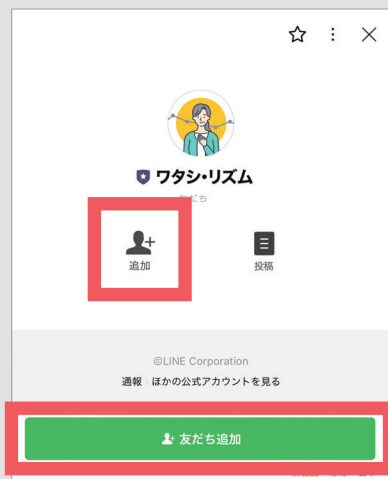 ワタシ・リズム
追加
投稿
©LINE Corporation
通報 ほかの公式アカウントを見る
友だち追加